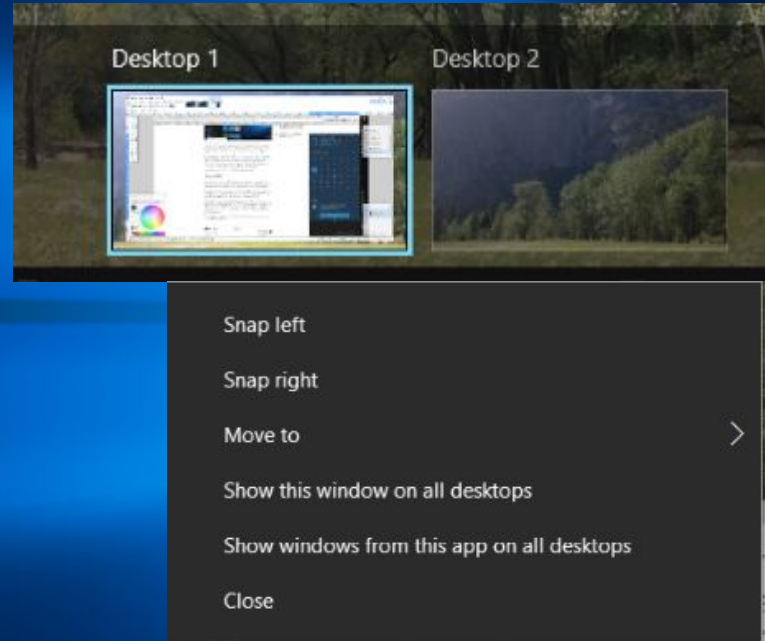 Desktop 1
Desktop 2
Snap left
Snap right
Move to
Show this window on all desktops
Show windows from this app on all desktops
Close